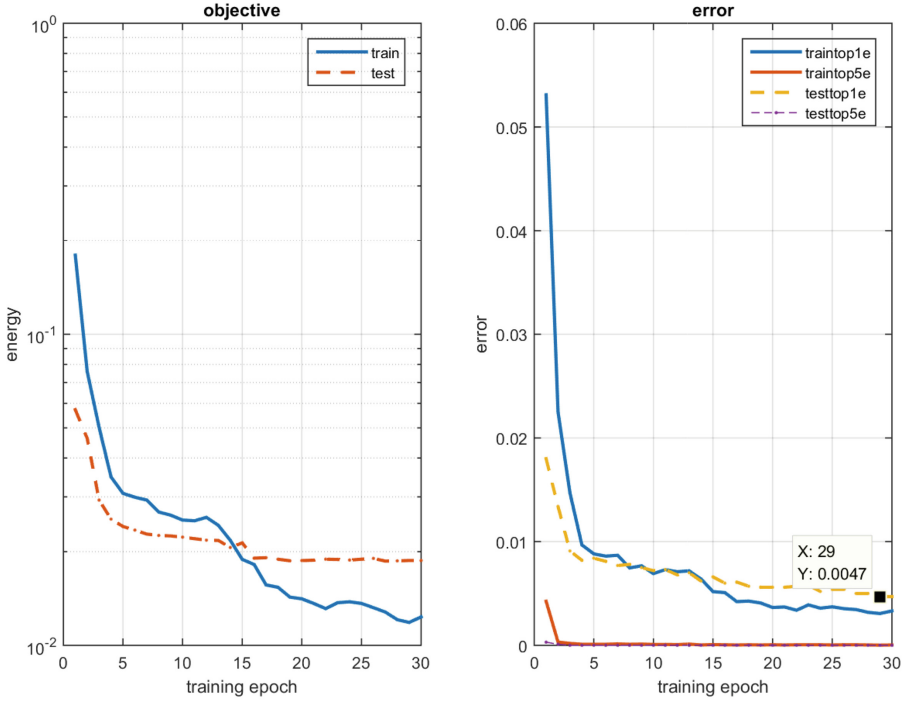 objective
10^0
10^-1
10^-2
energy
0
5
10
15
20
25
30
training epoch
train
test
error
0.06
0.05
0.04
0.03
0.02
0.01
0
error
0
5
10
15
20
25
30
training epoch
traintop1e
traintop5e
testtop1e
testtop5e
X: 29
Y: 0.0047